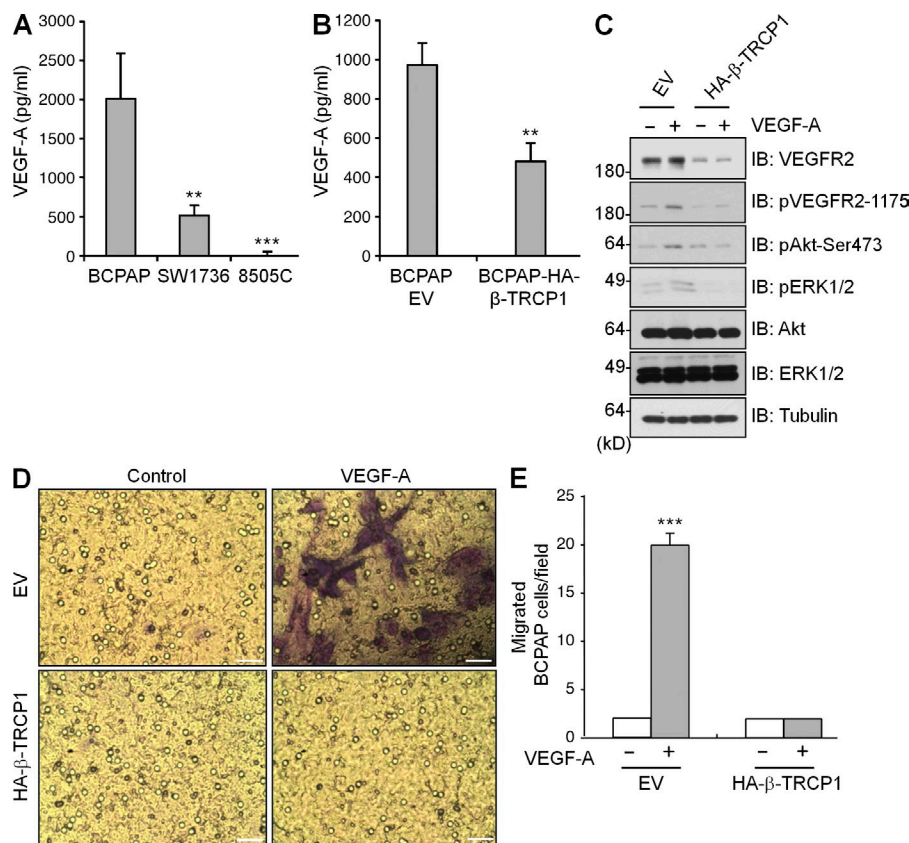 A
3000
2500
2000
1500
1000
500
0
VEGF-A (pg/ml)
**
***
BCPAP SW1736 8505C
B
1200
1000
800
600
400
200
0
VEGF-A (pg/ml)
**
BCPAP
EV
BCPAP-HA-
β-TRCP1
C
EV HA-β-TRCP1
– + – + VEGF-A
180 IB: VEGFR2
180 IB: pVEGFR2-1175
64 IB: pAkt-Ser473
49 IB: pERK1/2
64 IB: Akt
49 IB: ERK1/2
64 IB: Tubulin
(kD)
D
Control VEGF-A
EV
HA-β-TRCP1
E
25
20
15
10
5
2
0
Migrated
BCPAP cells/field
***
VEGF-A – + – +
EV HA-β-TRCP1